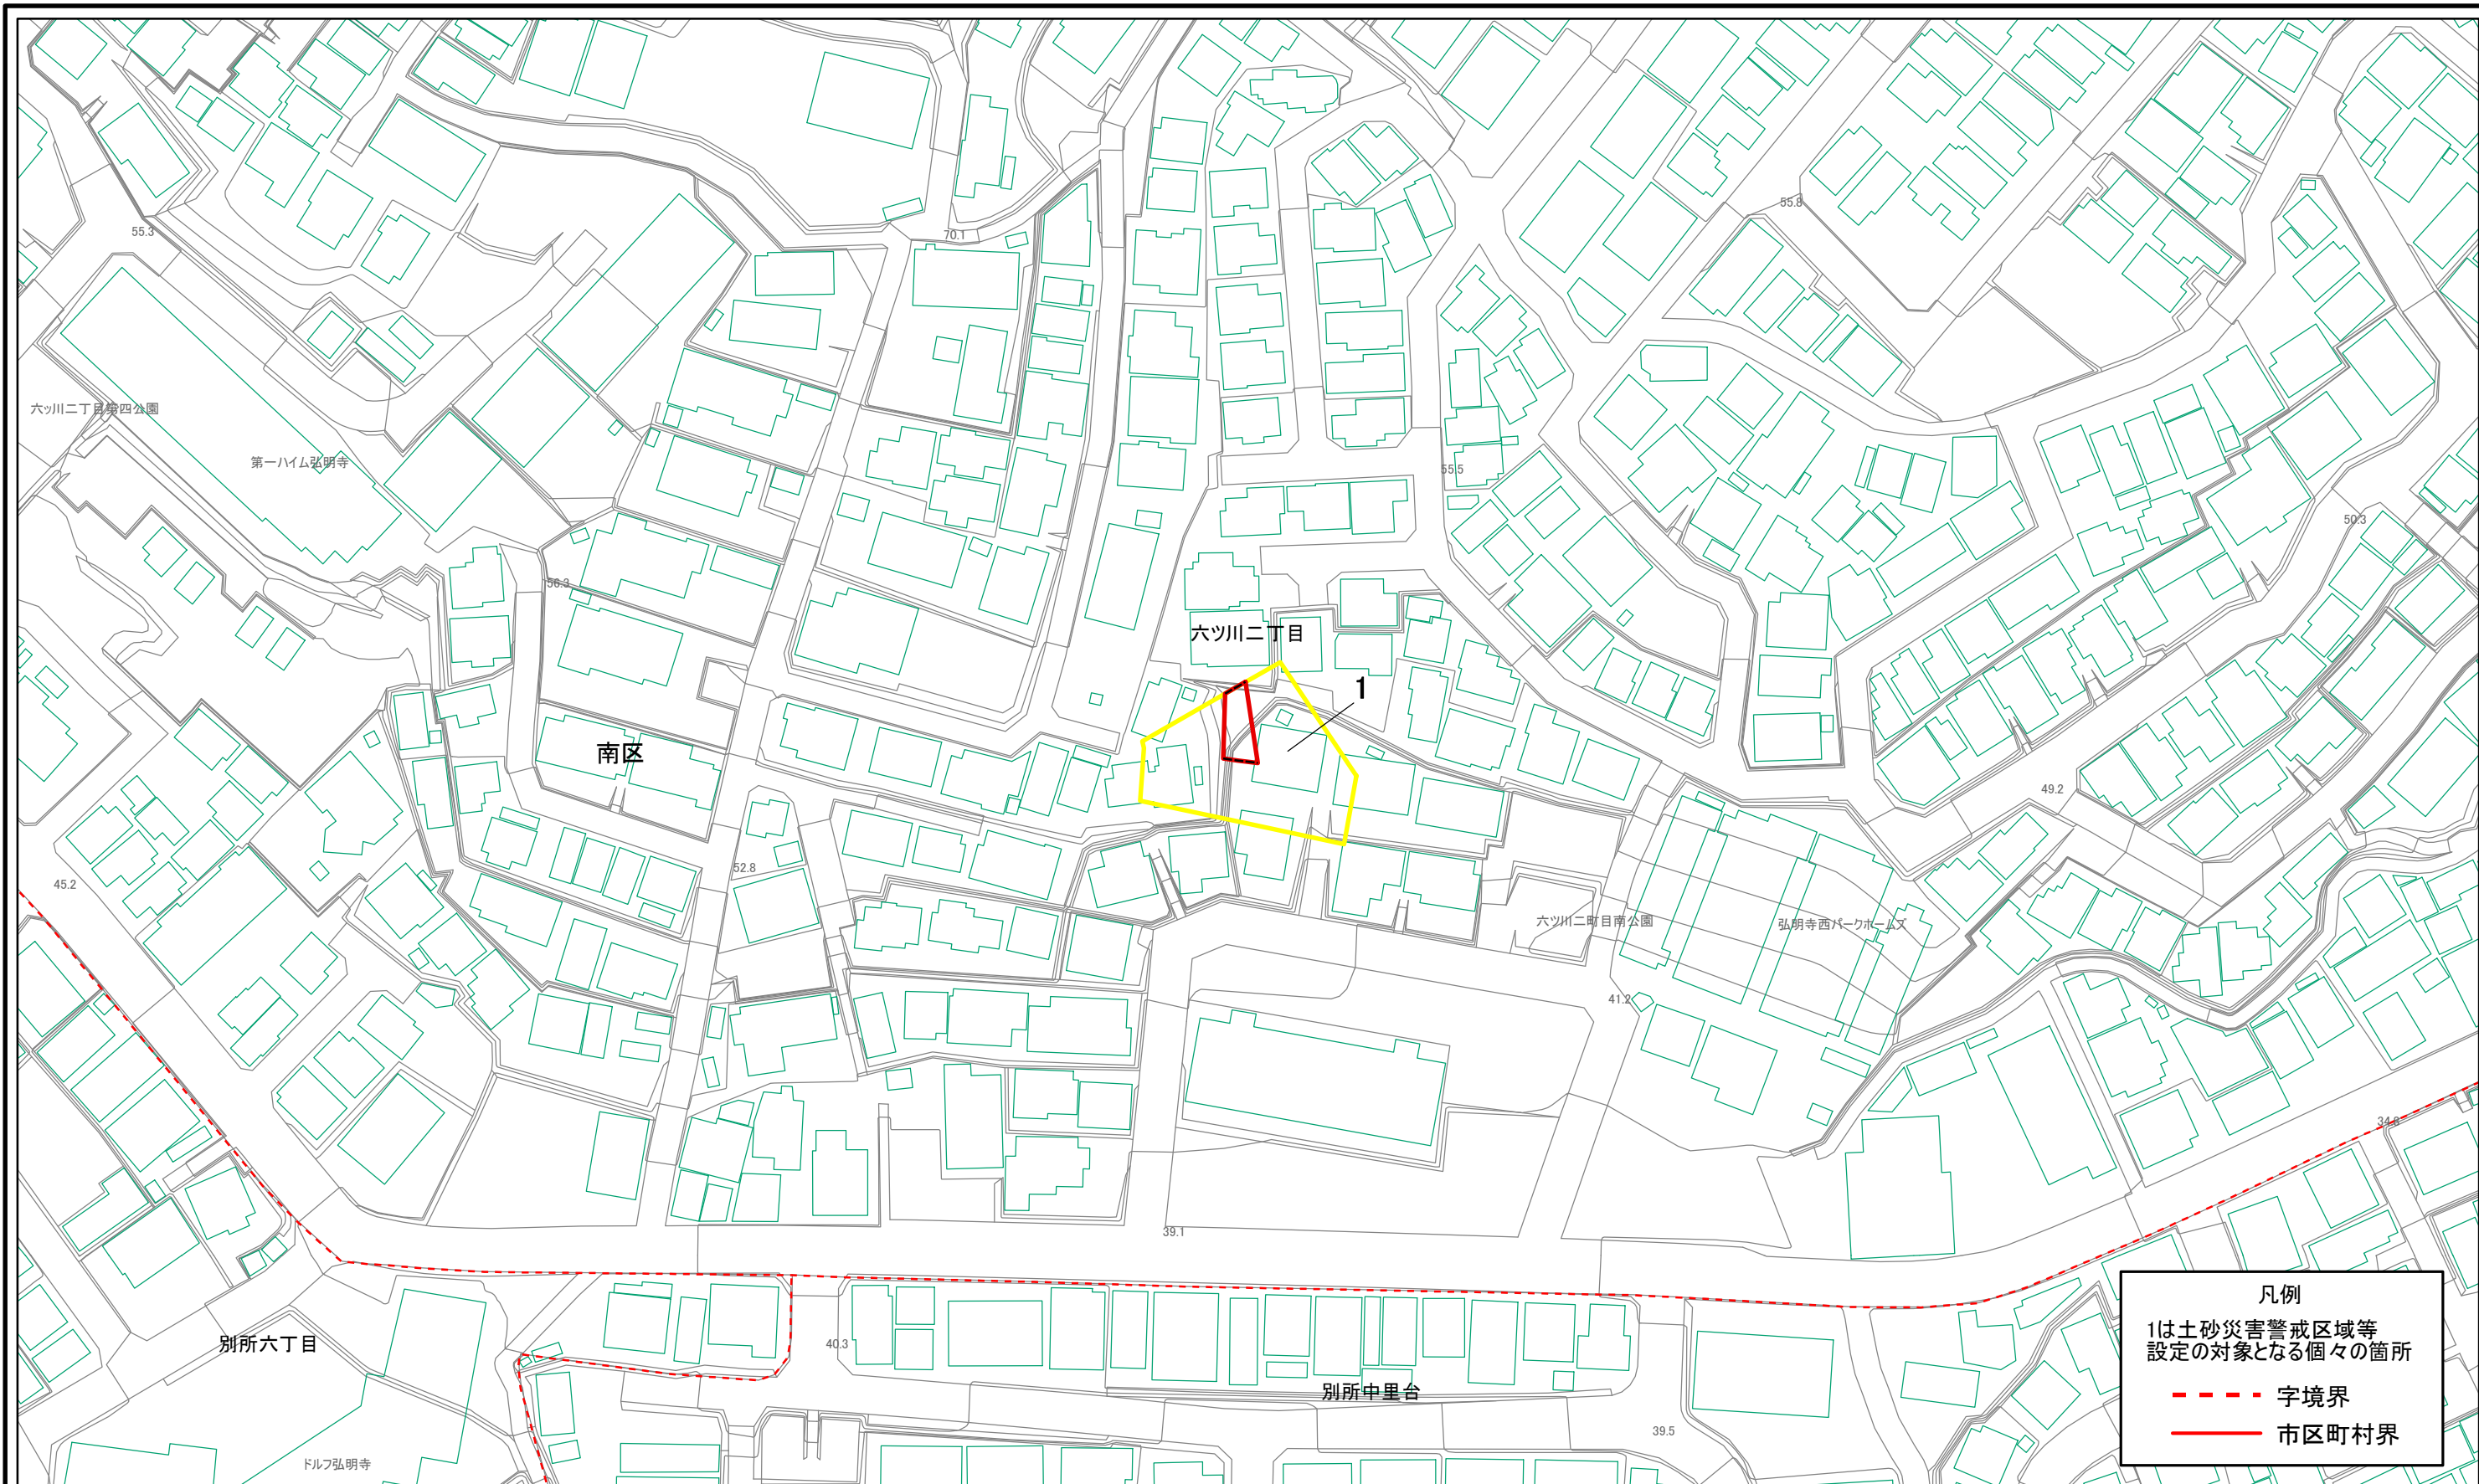 55.3
70.1
55.8
六ッ川二丁目第四公園
第一ハイム弘明寺
55.5
50.3
56.3
六ツ川二丁目
1
南区
49.2
52.8
45.2
六ツ川二町目南公園
弘明寺西パークホームズ
41.2
34.8
39.1
別所六丁目
40.3
別所中里台
39.5
ドルフ弘明寺
凡例
1は土砂災害警戒区域等
設定の対象となる個々の箇所
字境界
市区町村界